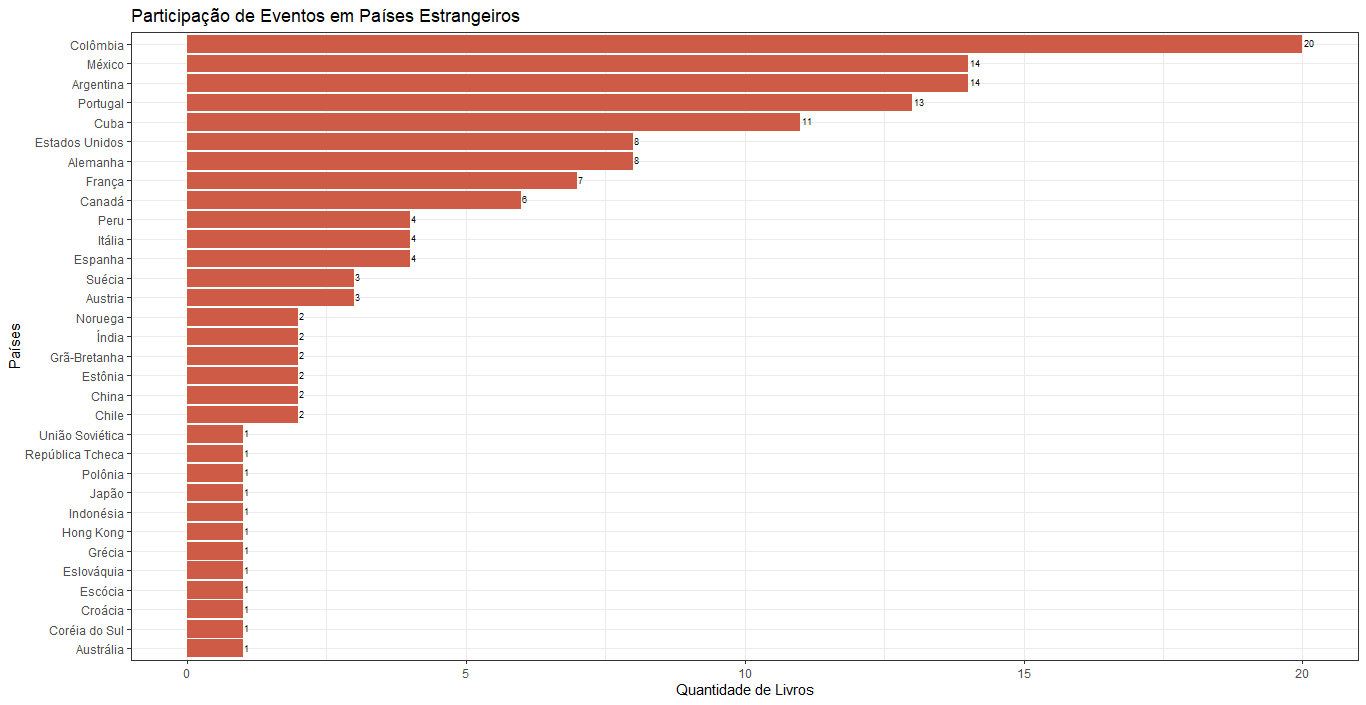 Participação de Eventos em Países Estrangeiros
Colômbia 20
México 14
Argentina 14
Portugal 13
Cuba 11
Estados Unidos 8
Alemanha 8
França 7
Canadá 6
Peru 4
Itália 4
Espanha 4
Suécia 3
Austria 3
Noruega 2
Índia 2
Grã-Bretanha 2
Estônia 2
China 2
Chile 2
União Soviética 1
República Tcheca 1
Polônia 1
Japão 1
Indonésia 1
Hong Kong 1
Grécia 1
Eslováquia 1
Escócia 1
Croácia 1
Coréia do Sul 1
Austrália 1
Países
0 5 10 15 20
Quantidade de Livros